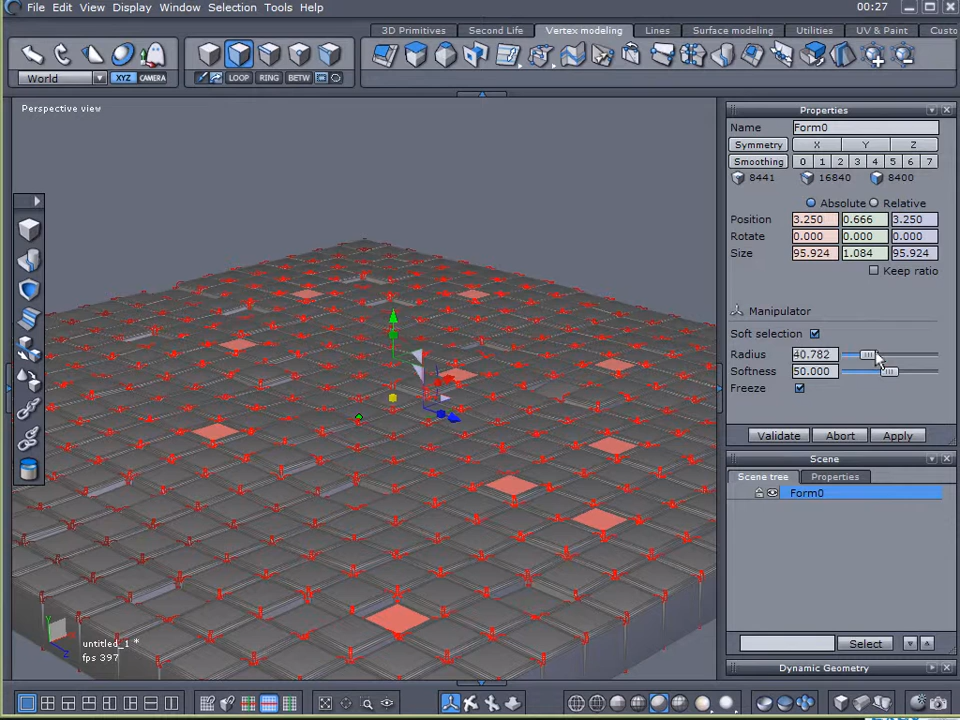 File Edit View Display Selection Tools Help 00:27
3D Primitives Second Life Vertex modeling Lines Surface modeling Utilities UV & Paint Custo
World XYZ CAMERA LOOP RING BETW
Perspective view
Properties
Name Form0
Symmetry X Y Z
Smoothing 0 1 2 3 4 5 6 7
8441 16840 8400
Absolute Relative
Position 3.250 0.666 3.250
Rotate 0.000 0.000 0.000
Size 95.924 1.084 95.924
Keep ratio
Manipulator
Soft selection
Radius 40.782
Softness 50.000
Freeze
Validate Abort Apply
Scene
Scene tree Properties
Form0
Select
Dynamic Geometry
Y
X
Z
untitled_1 *
fps 397